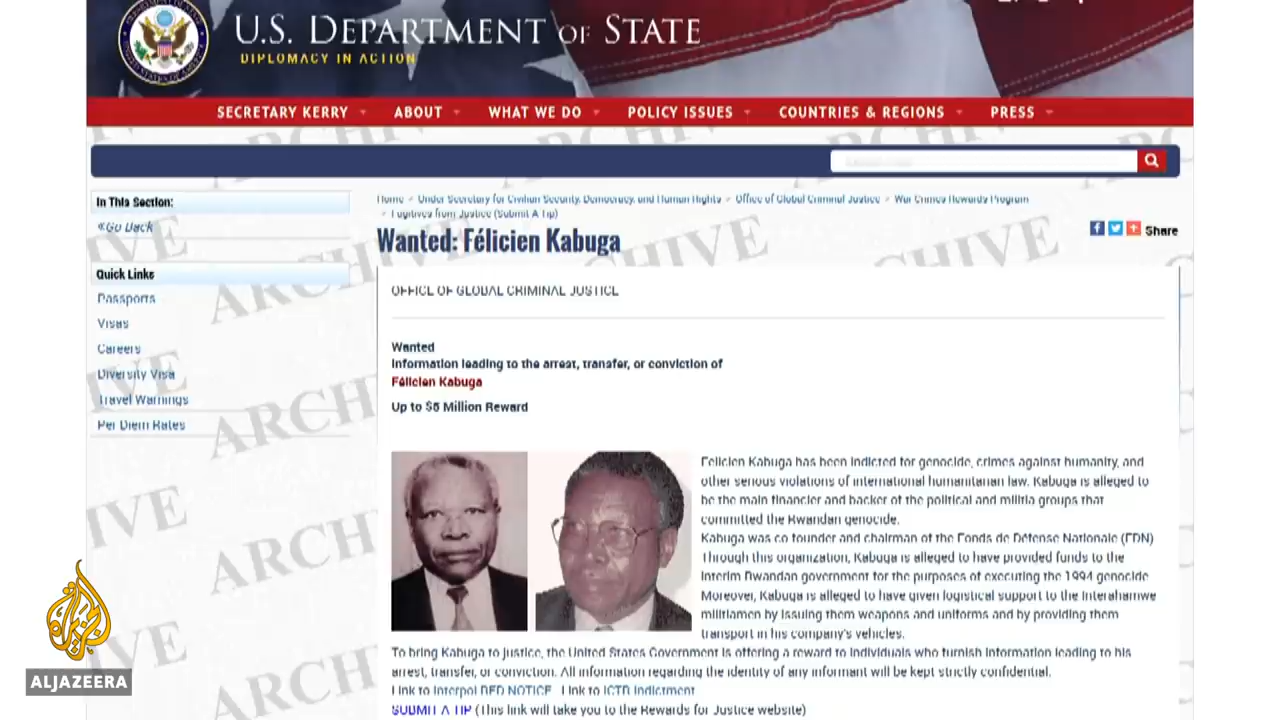 U.S. DEPARTMENT OF STATE
DIPLOMACY IN ACTION
SECRETARY KERRY ABOUT WHAT WE DO POLICY ISSUES COUNTRIES & REGIONS PRESS
In This Section:
«Go Back
Quick Links
Passports
Visas
Careers
Diversity Visa
Travel Warnings
Per Diem Rates
Home > Under Secretary for Civilian Security, Democracy, and Human Rights > Office of Global Criminal Justice > War Crimes Rewards Program
> Fugitives from Justice (Submit A Tip)
Wanted: Félicien Kabuga
Share
OFFICE OF GLOBAL CRIMINAL JUSTICE
Wanted
Information leading to the arrest, transfer, or conviction of
Félicien Kabuga
Up to $5 Million Reward
Felicien Kabuga has been indicted for genocide, crimes against humanity, and
other serious violations of international humanitarian law. Kabuga is alleged to
be the main financier and backer of the political and militia groups that
committed the Rwandan genocide.
Kabuga was co founder and chairman of the Fonds de Défense Nationale (FDN)
Through this organization, Kabuga is alleged to have provided funds to the
interim Rwandan government for the purposes of executing the 1994 genocide
Moreover, Kabuga is alleged to have given logistical support to the Interahamwe
militiamen by issuing them weapons and uniforms and by providing them
transport in his company's vehicles.
To bring Kabuga to justice, the United States Government is offering a reward to individuals who furnish information leading to his
arrest, transfer, or conviction. All information regarding the identity of any informant will be kept strictly confidential.
Link to Interpol RED NOTICE Link to ICTR Indictment
SUBMIT A TIP (This link will take you to the Rewards for Justice website)
ARCHIVE
ALJAZEERA